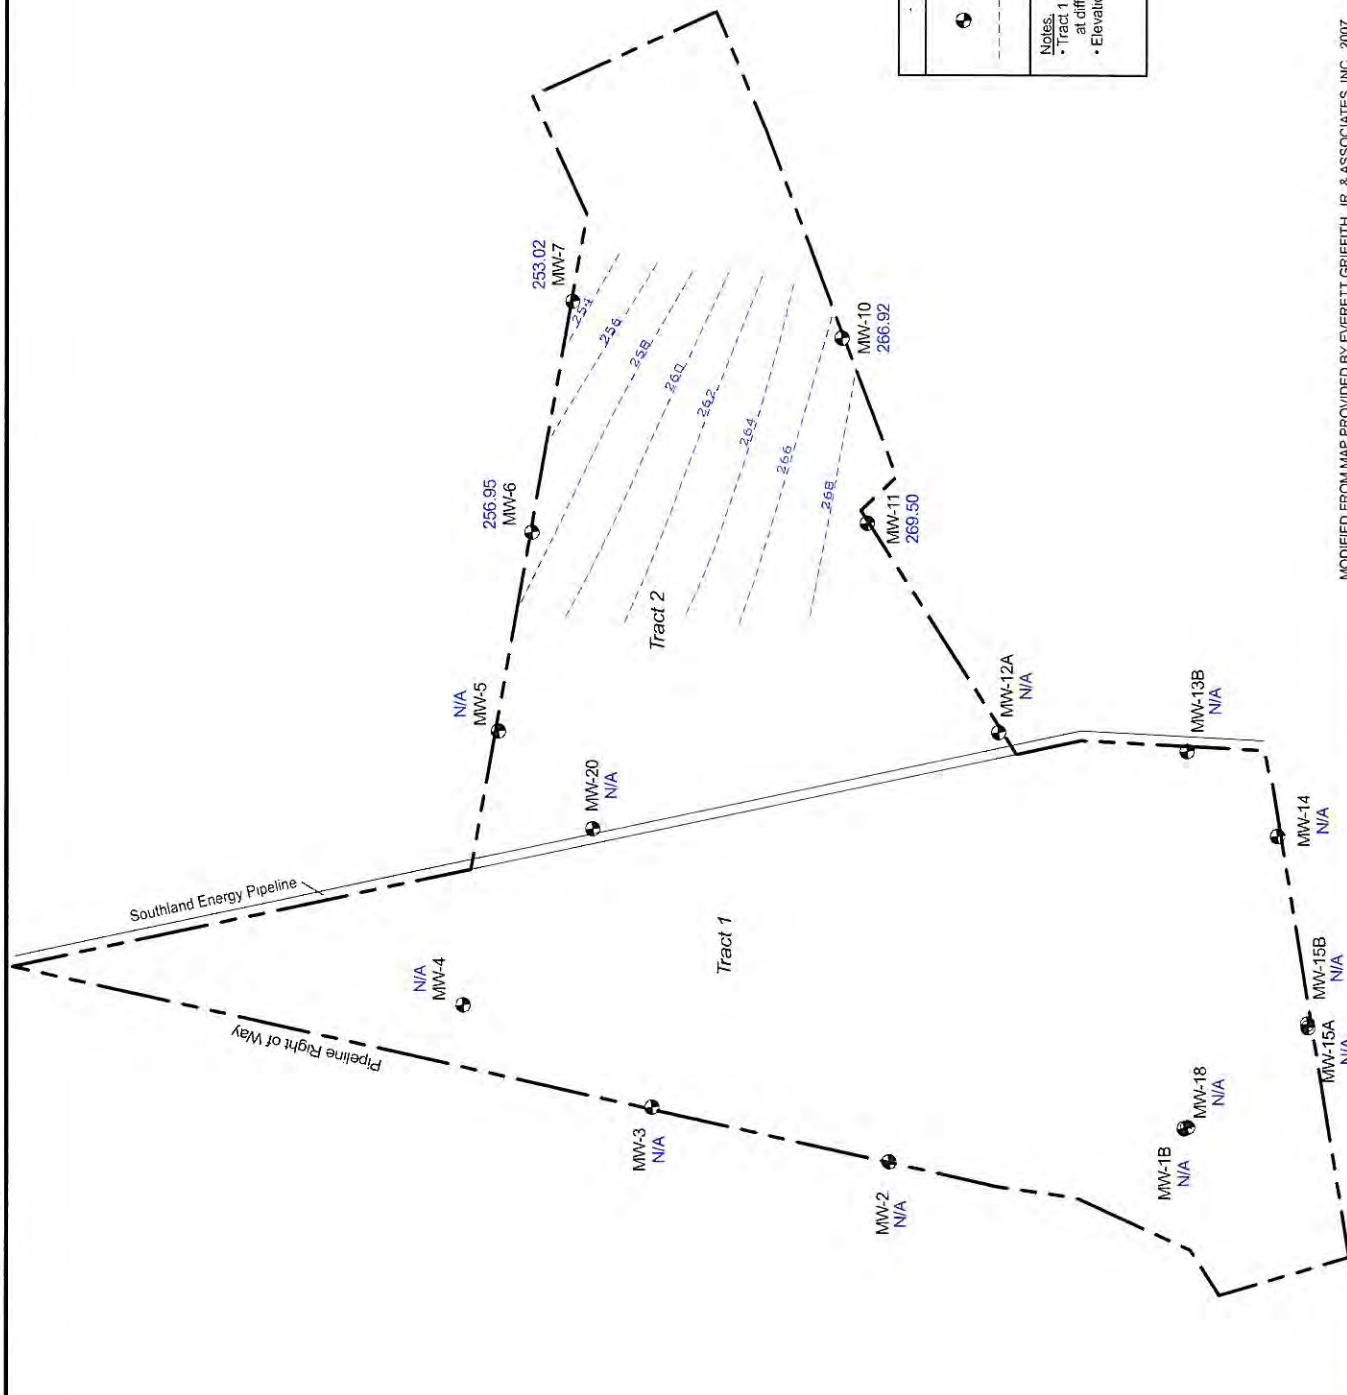 253.02
MW-7
256.95
MW-6
N/A
MW-5
MW-20
N/A
254
256
258
260
262
264
266
268
MW-10
266.92
MW-11
269.50
Tract 2
MW-12A
N/A
MW-13B
N/A
MW-14
N/A
MW-15B
N/A
MW-15A
N/A
MW-18
N/A
MW-1B
N/A
MW-2
N/A
MW-3
N/A
N/A
MW-4
Tract 1
Southland Energy Pipeline
Pipeline Right of Way
Notes:
• Tract 1
at diff
• Elevatio
MODIFIED FROM MAP PROVIDED BY EVERETT GRIFFITH, JR. & ASSOCIATES, INC. 2007